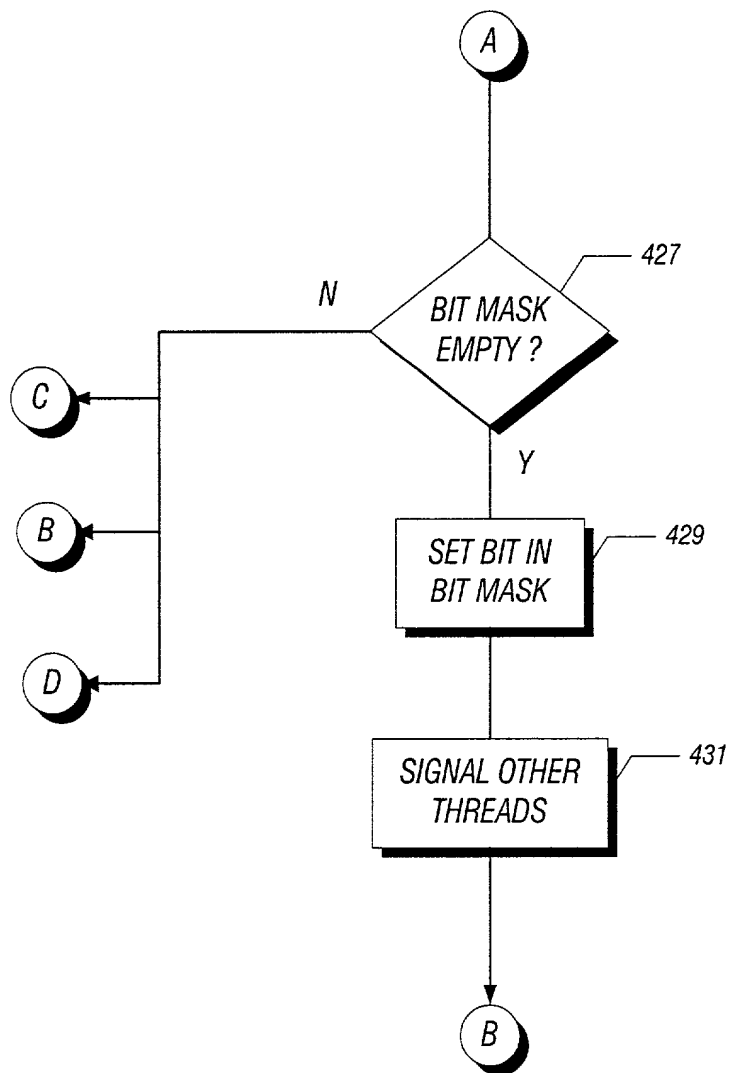 A
427
BIT MASK
EMPTY ?
N
C
Y
B
SET BIT IN
BIT MASK
429
D
SIGNAL OTHER
THREADS
431
B